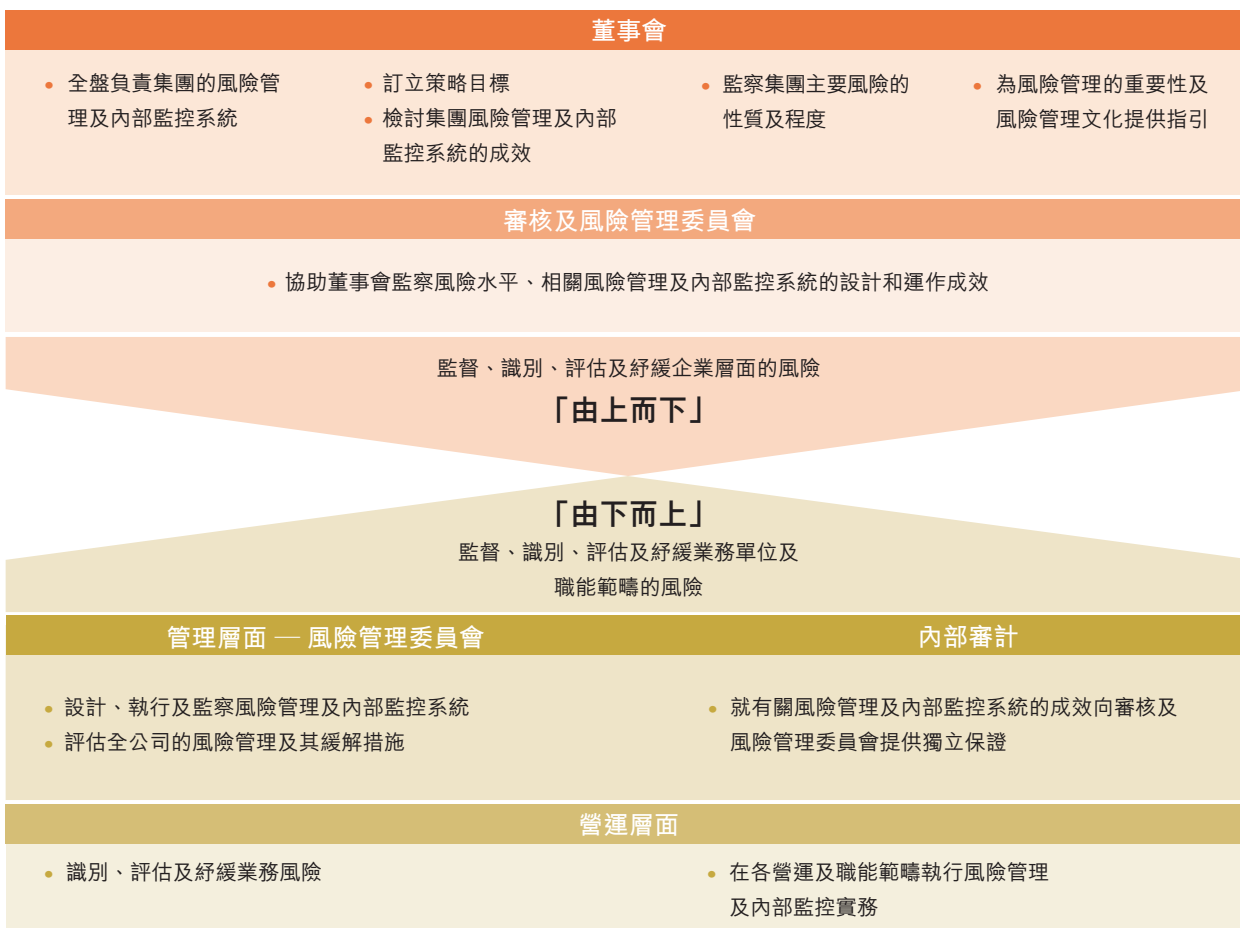 董事會
• 全盤負責集團的風險管
理及內部監控系統
• 訂立策略目標
• 檢討集團風險管理及內部
監控系統的成效
• 監察集團主要風險的
性質及程度
• 為風險管理的重要性及
風險管理文化提供指引
審核及風險管理委員會
• 協助董事會監察風險水平、相關風險管理及內部監控系統的設計和運作成效
監督、識別、評估及紓緩企業層面的風險
「由上而下」
「由下而上」
監督、識別、評估及紓緩業務單位及
職能範疇的風險
管理層面 — 風險管理委員會
• 設計、執行及監察風險管理及內部監控系統
• 評估全公司的風險管理及其緩解措施
內部審計
• 就有關風險管理及內部監控系統的成效向審核及
風險管理委員會提供獨立保證
營運層面
• 識別、評估及紓緩業務風險
• 在各營運及職能範疇執行風險管理
及內部監控實務